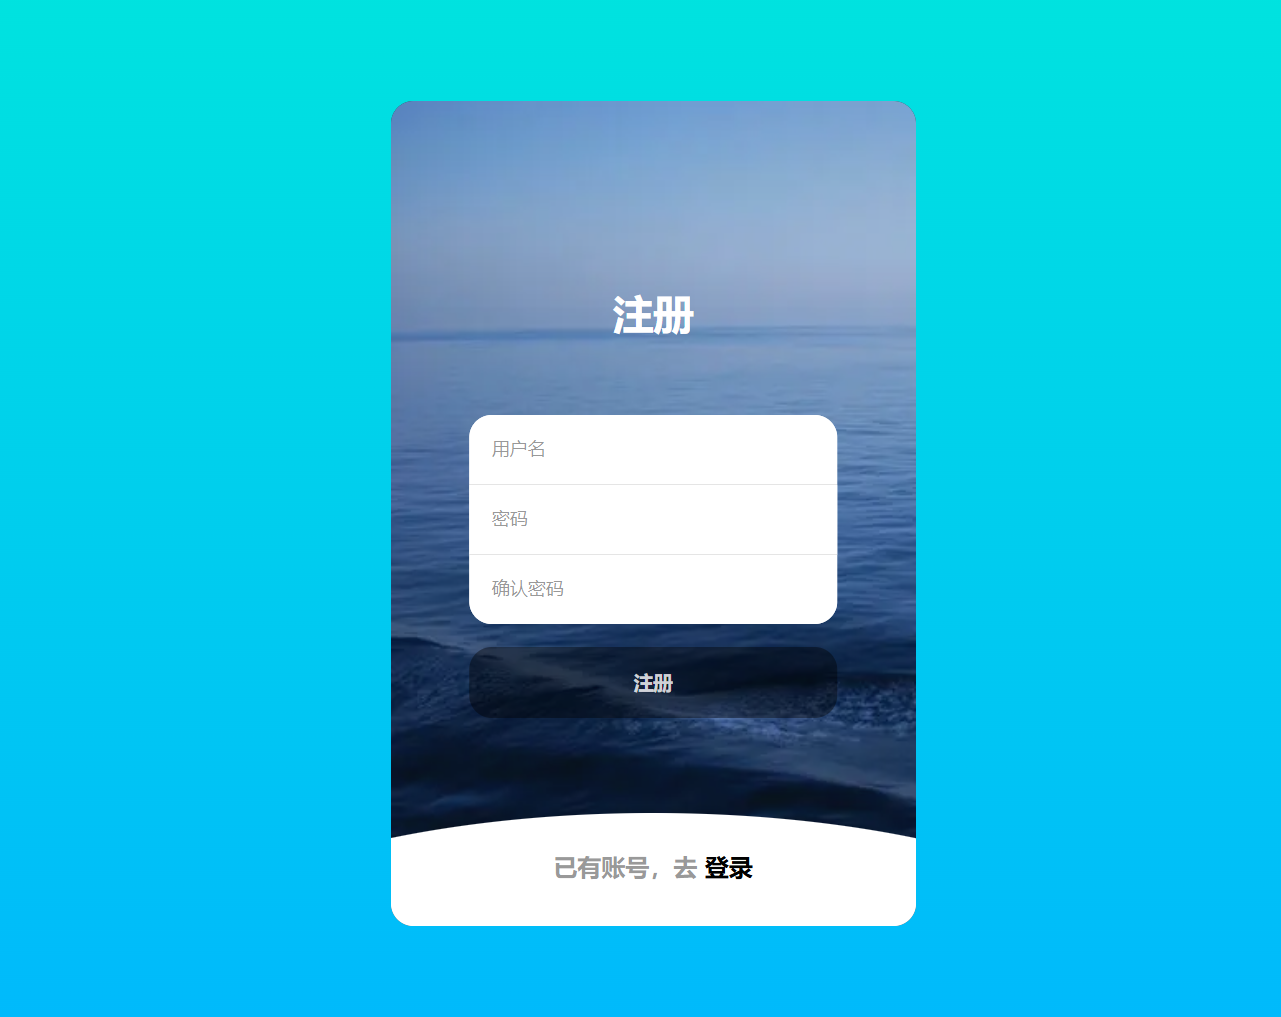 注册
用户名
密码
确认密码
注册
已有账号，去 登录